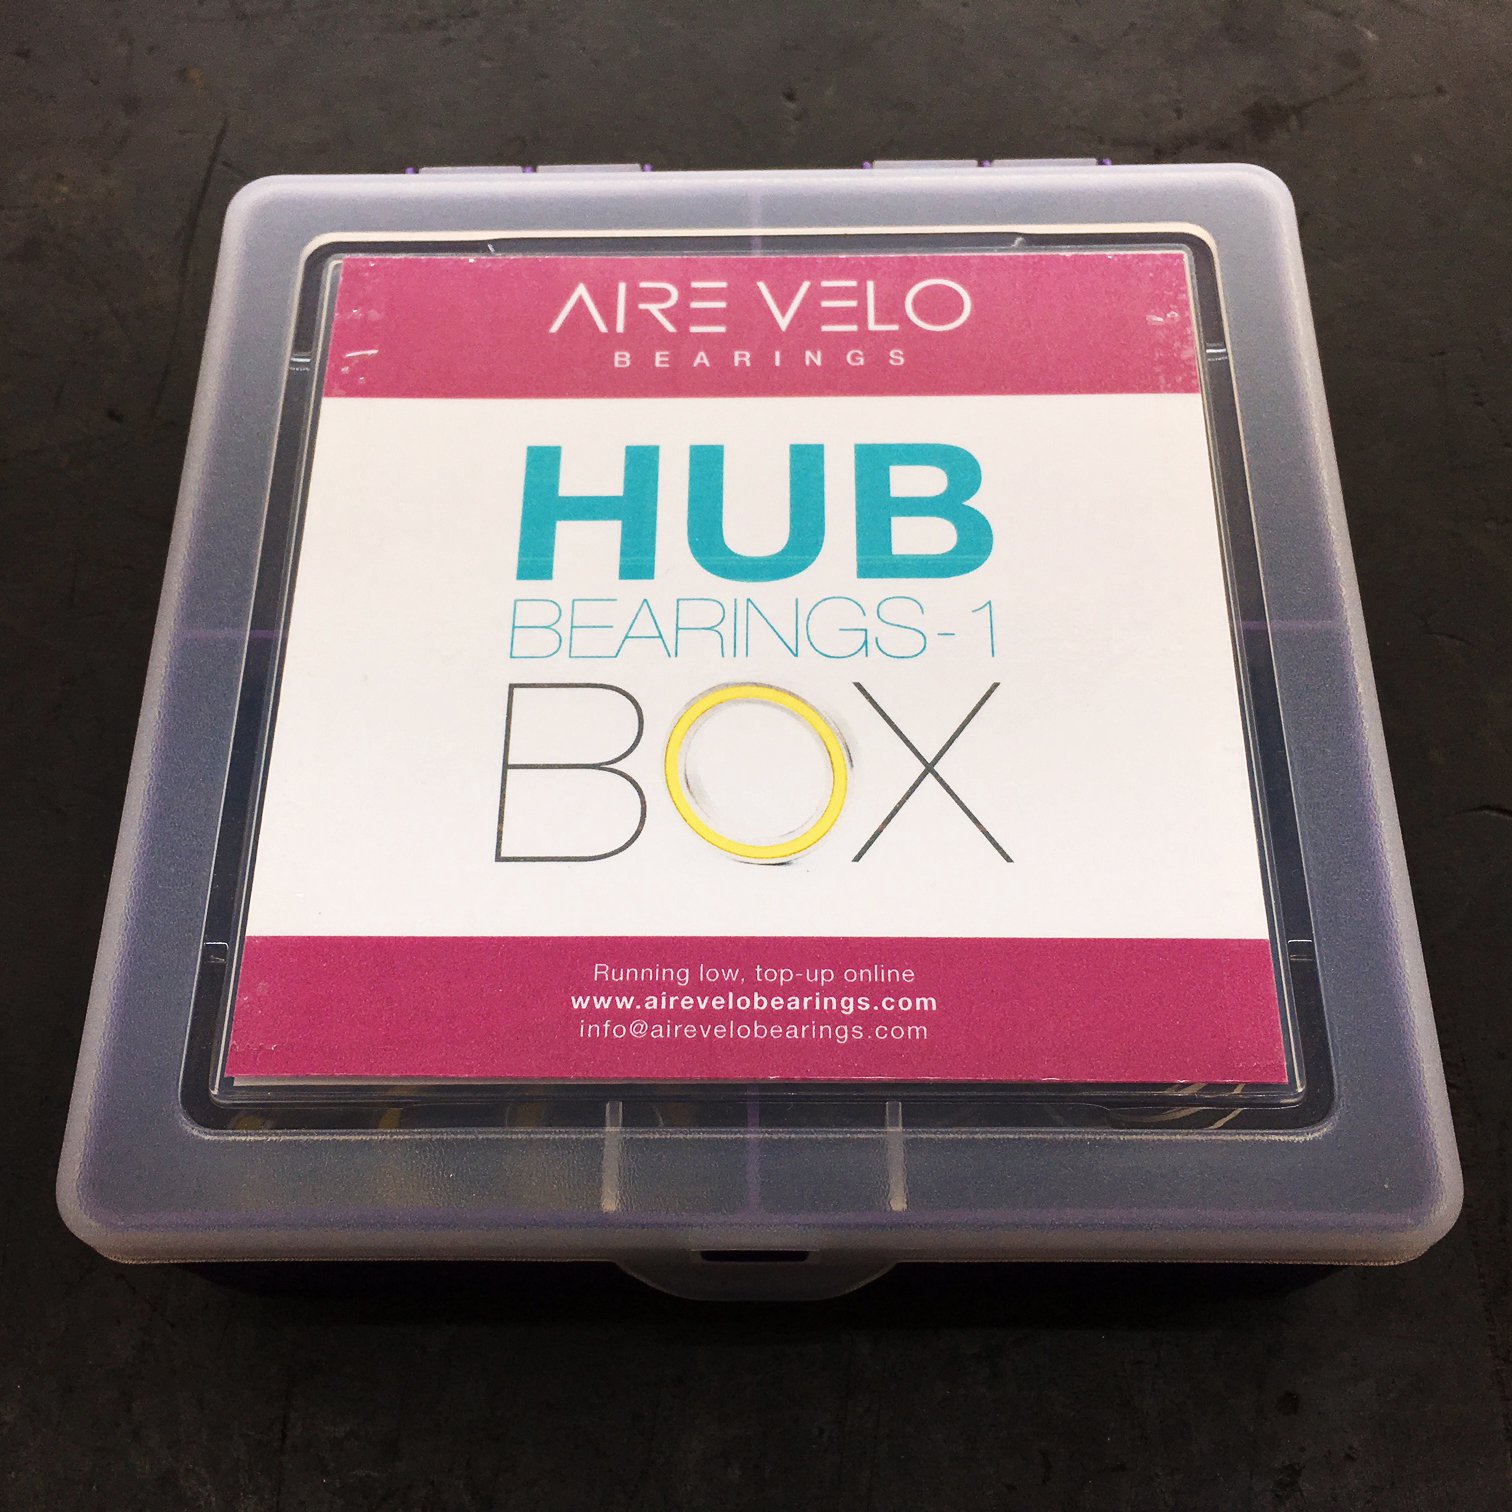 AIRE VELO
BEARINGS
HUB
BEARINGS-1
BOX
Running low, top-up online
www.airevelobearings.com
info@airevelobearings.com